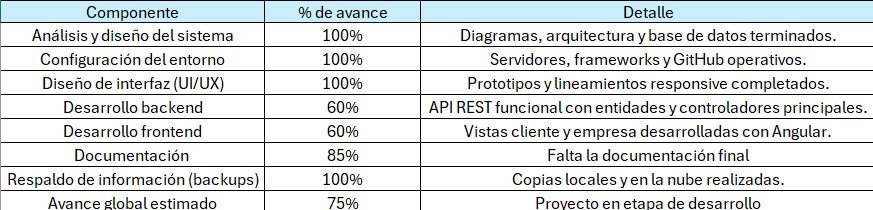 Componente % de avance Detalle
Análisis y diseño del sistema 100% Diagramas, arquitectura y base de datos terminados.
Configuración del entorno 100% Servidores, frameworks y GitHub operativos.
Diseño de interfaz (UI/UX) 100% Prototipos y lineamientos responsive completados.
Desarrollo backend 60% API REST funcional con entidades y controladores principales.
Desarrollo frontend 60% Vistas cliente y empresa desarrolladas con Angular.
Documentación 85% Falta la documentación final
Respaldo de información (backups) 100% Copias locales y en la nube realizadas.
Avance global estimado 75% Proyecto en etapa de desarrollo